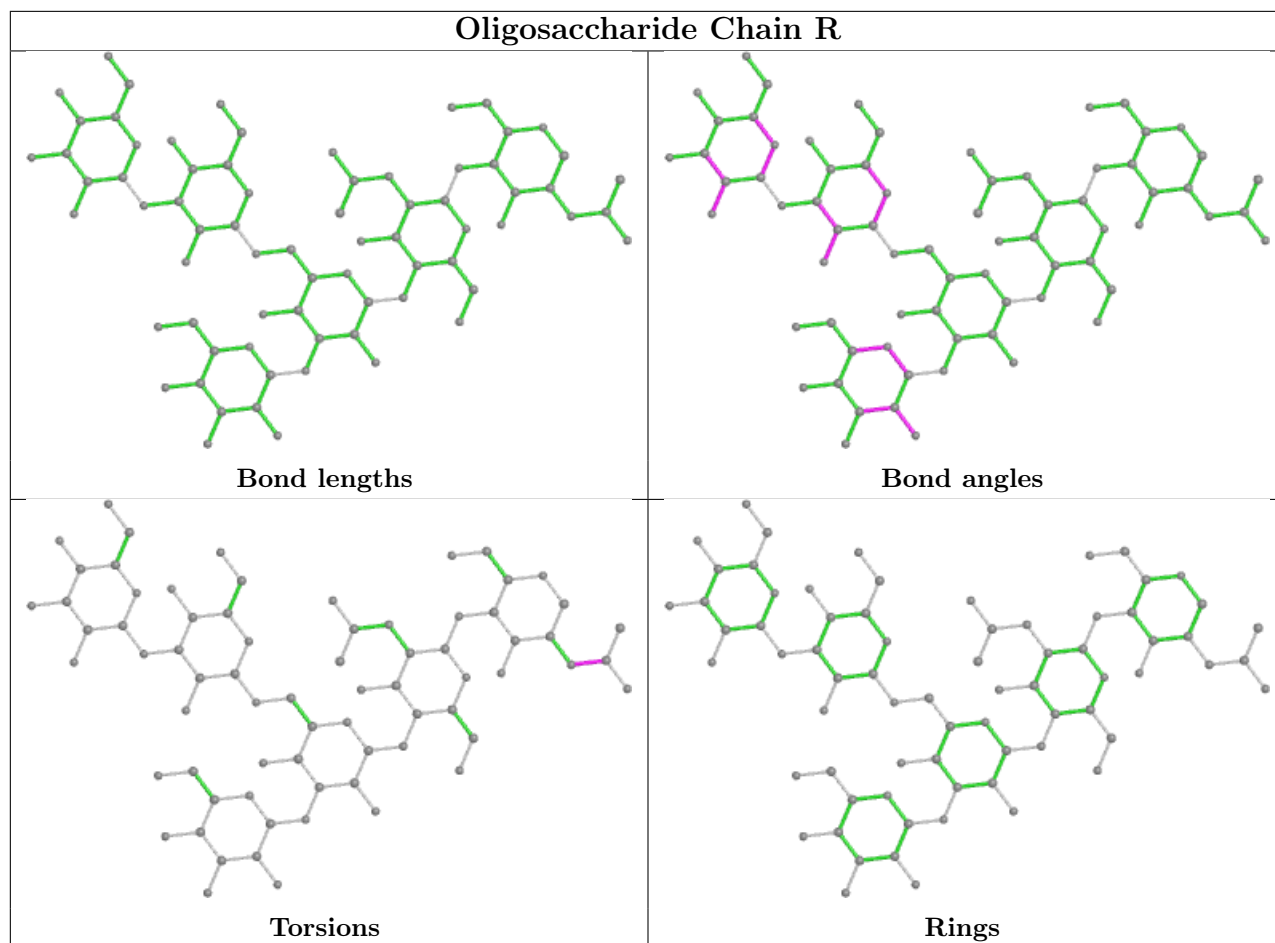 Oligosaccharide Chain R
Bond lengths
Bond angles
Torsions
Rings